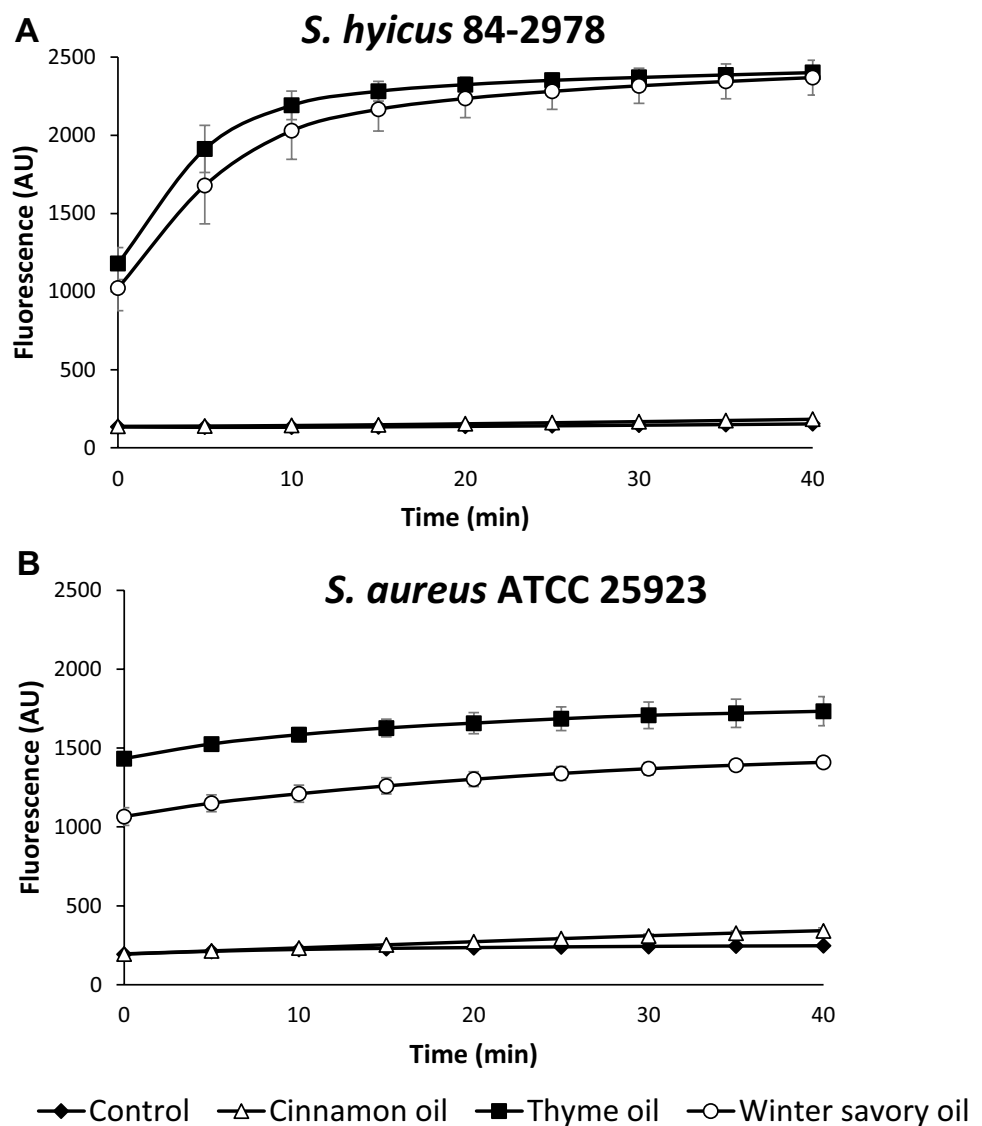 A
S. hyicus 84-2978
2500
2000
1500
1000
500
0
Fluorescence (AU)
0 10 20 30 40
Time (min)
B
S. aureus ATCC 25923
2500
2000
1500
1000
500
0
Fluorescence (AU)
0 10 20 30 40
Time (min)
Control Cinnamon oil Thyme oil Winter savory oil